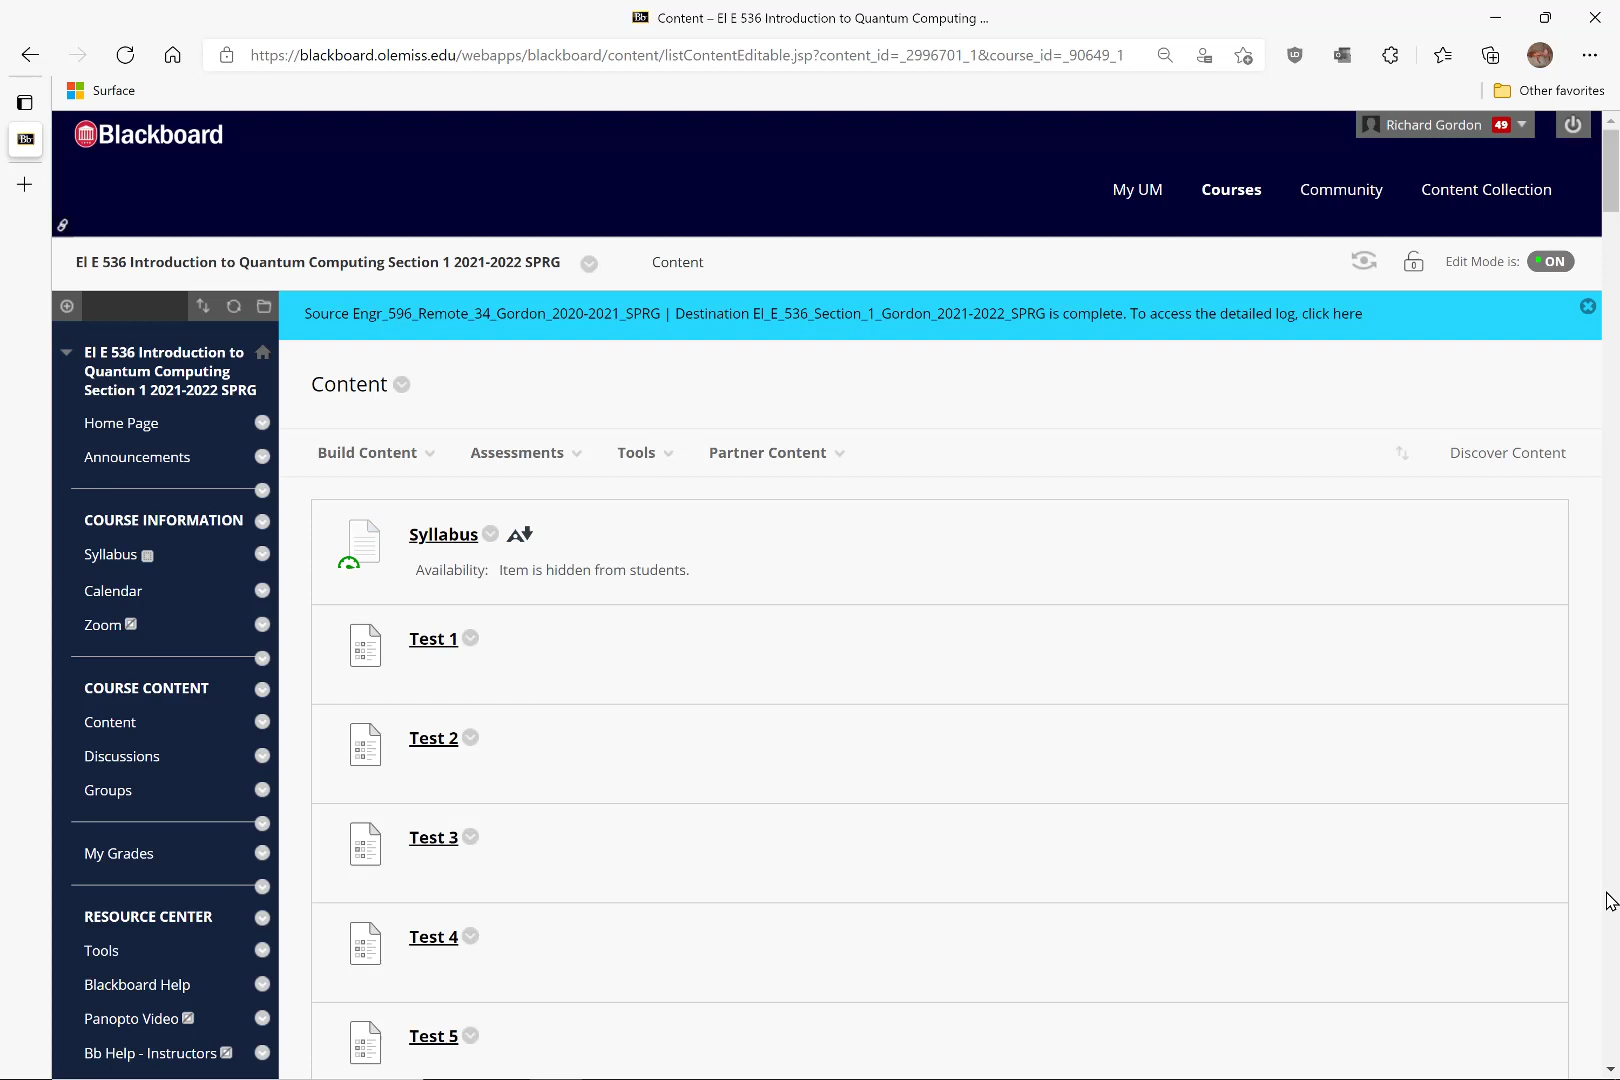 Content – El E 536 Introduction to Quantum Computing ...
https://blackboard.olemiss.edu/webapps/blackboard/content/listContentEditable.jsp?content_id=_2996701_1&course_id=_90649_1
Surface
Other favorites
Blackboard
Richard Gordon 49
My UM Courses Community Content Collection
El E 536 Introduction to Quantum Computing Section 1 2021-2022 SPRG
Content
Edit Mode is: ON
Source Engr_596_Remote_34_Gordon_2020-2021_SPRG | Destination El_E_536_Section_1_Gordon_2021-2022_SPRG is complete. To access the detailed log, click here
El E 536 Introduction to
Quantum Computing
Section 1 2021-2022 SPRG
Home Page
Announcements
COURSE INFORMATION
Syllabus
Calendar
Zoom
COURSE CONTENT
Content
Discussions
Groups
My Grades
RESOURCE CENTER
Tools
Blackboard Help
Panopto Video
Bb Help - Instructors
Content
Build Content Assessments Tools Partner Content Discover Content
Syllabus
Availability: Item is hidden from students.
Test 1
Test 2
Test 3
Test 4
Test 5